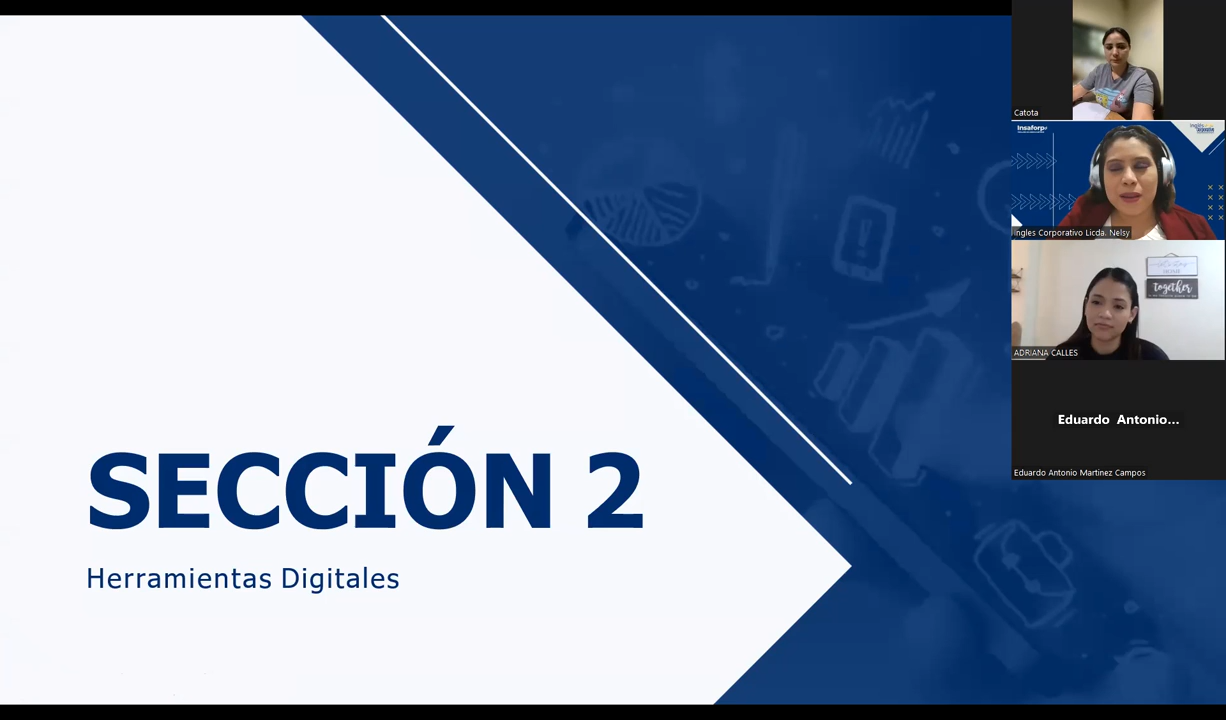 SECCIÓN 2
Herramientas Digitales
Catota
Insaforp
Ingles Corporativo Licda. Nelsy
together
ADRIANA CALLES
Eduardo Antonio...
Eduardo Antonio Martinez Campos